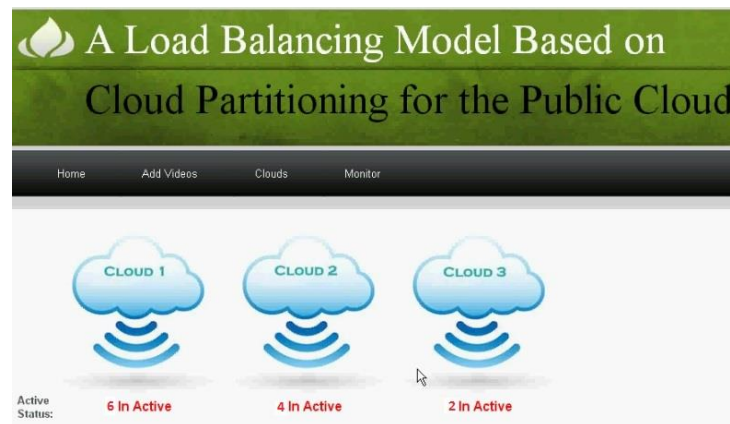 A Load Balancing Model Based on
Cloud Partitioning for the Public Cloud
Home Add Videos Clouds Monitor
CLOUD 1 CLOUD 2 CLOUD 3
Active
Status: 6 In Active 4 In Active 2 In Active